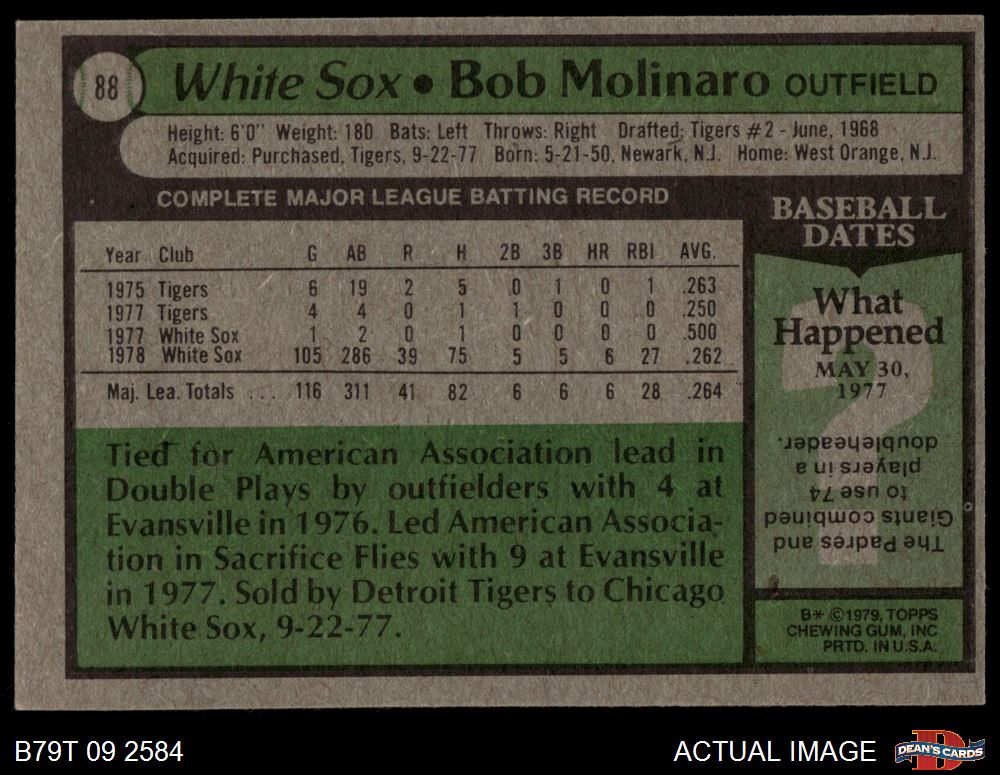 88
White Sox • Bob Molinaro OUTFIELD
Height: 6'0" Weight: 180 Bats: Left Throws: Right Drafted: Tigers #2 - June, 1968
Acquired: Purchased, Tigers, 9-22-77 Born: 5-21-50, Newark, N.J. Home: West Orange, N.J.
COMPLETE MAJOR LEAGUE BATTING RECORD
Year Club G AB R H 2B 3B HR RBI AVG.
1975 Tigers 6 19 2 5 0 1 0 1 .263
1977 Tigers 4 4 0 1 1 0 0 0 .250
1977 White Sox 1 2 0 1 0 0 0 0 .500
1978 White Sox 105 286 39 75 5 5 6 27 .262
Maj. Lea. Totals ... 116 311 41 82 6 6 6 28 .264
Tied for American Association lead in
Double Plays by outfielders with 4 at
Evansville in 1976. Led American Associa-
tion in Sacrifice Flies with 9 at Evansville
in 1977. Sold by Detroit Tigers to Chicago
White Sox, 9-22-77.
BASEBALL
DATES
What
Happened
MAY 30,
1977
The Padres and
Giants combined
to use 74
players in a
doubleheader.
B* ©1979, TOPPS
CHEWING GUM, INC
PRTD. IN U.S.A.
B79T 09 2584
ACTUAL IMAGE
D
DEAN'S CARDS